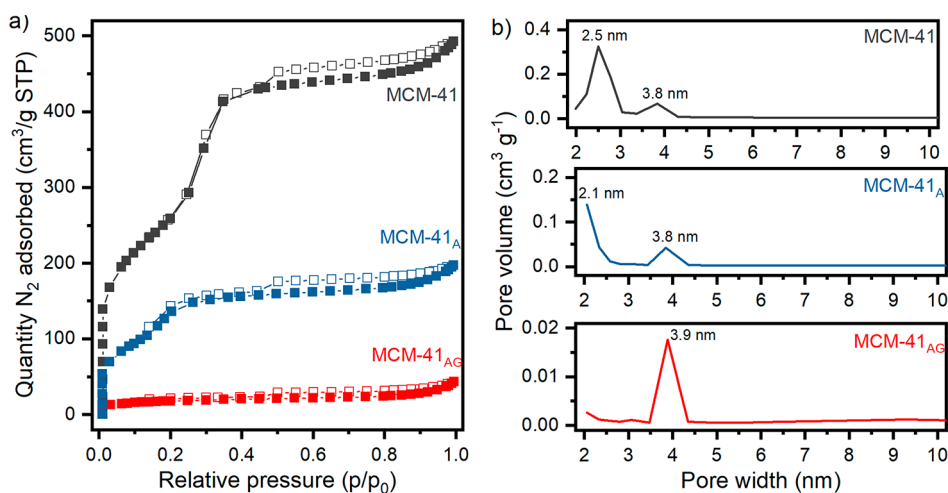 a)
500
400
300
200
100
0
0.0 0.2 0.4 0.6 0.8 1.0
Quantity N₂ adsorbed (cm³/g STP)
Relative pressure (p/p₀)
MCM-41
MCM-41A
MCM-41AG
b)
Pore volume (cm³ g⁻¹)
MCM-41
2.5 nm
3.8 nm
0.4
0.2
0.0
2 3 4 5 6 7 8 9 10
MCM-41A
2.1 nm
3.8 nm
0.2
0.1
0.0
2 3 4 5 6 7 8 9 10
MCM-41AG
3.9 nm
0.02
0.01
0.00
2 3 4 5 6 7 8 9 10
Pore width (nm)